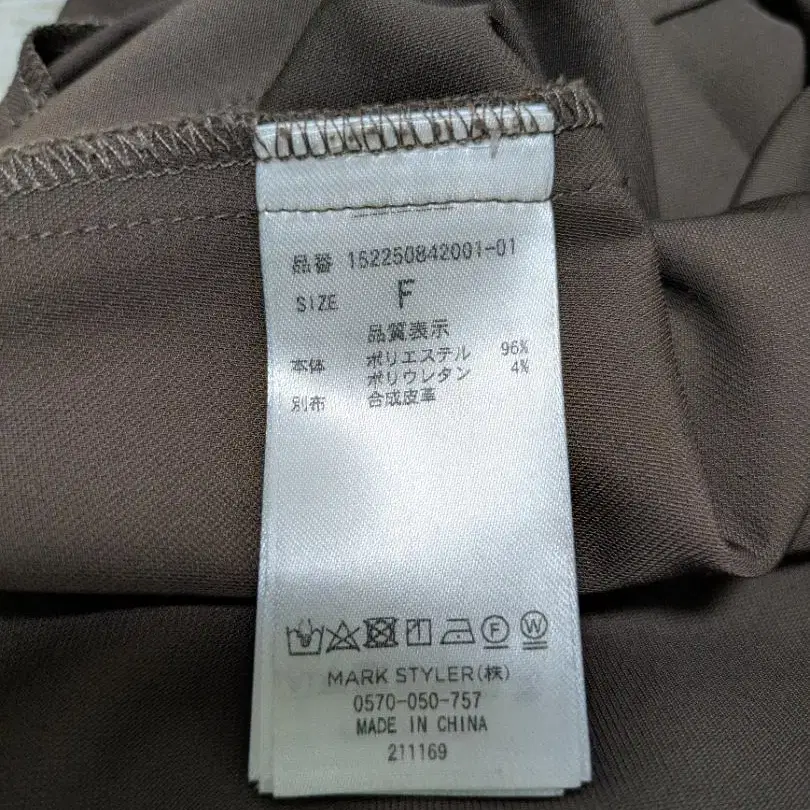 品番 162250842001-01
SIZE F
品質表示
本体 ポリエステル 96%
ポリウレタン 4%
別布 合成皮革
F W
MARK STYLER(株)
0570-050-757
MADE IN CHINA
211169